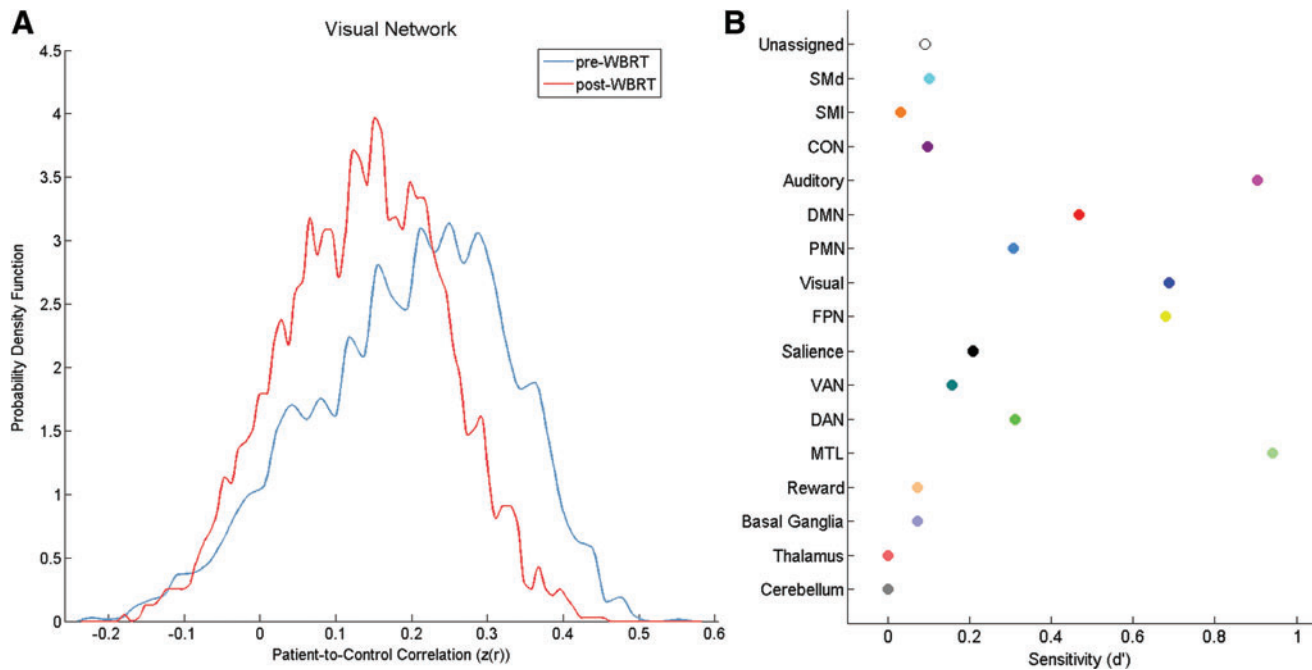 A
Visual Network
pre-WBRT
post-WBRT
4.5
4
3.5
3
2.5
2
1.5
1
0.5
0
Probability Density Function
-0.2
-0.1
0
0.1
0.2
0.3
0.4
0.5
0.6
Patient-to-Control Correlation (z(r))
B
Unassigned
SMd
SMl
CON
Auditory
DMN
PMN
Visual
FPN
Salience
VAN
DAN
MTL
Reward
Basal Ganglia
Thalamus
Cerebellum
0
0.2
0.4
0.6
0.8
1
Sensitivity (d')